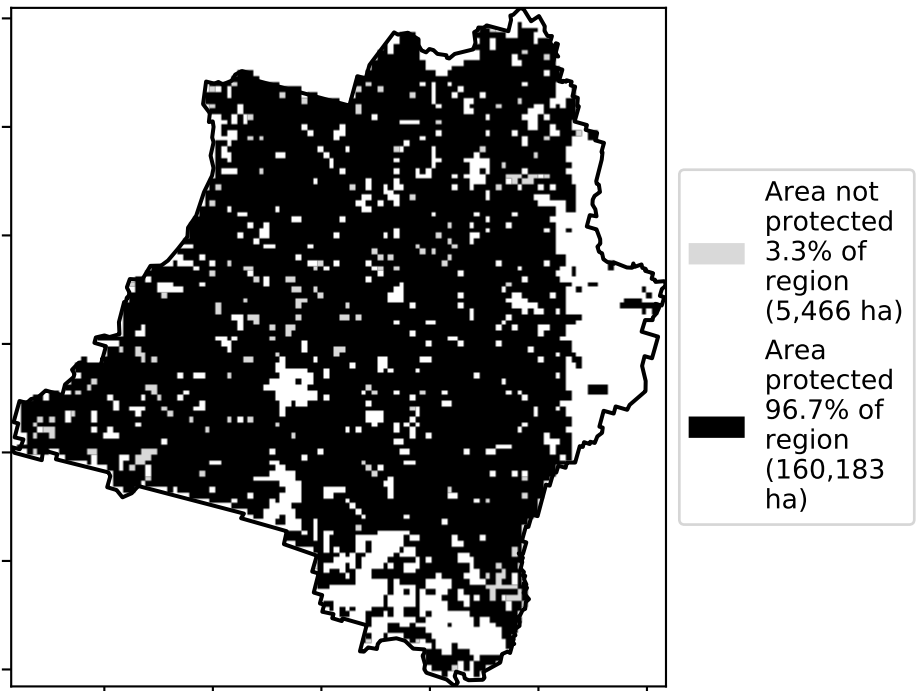 Area not
protected
3.3% of
region
(5,466 ha)
Area
protected
96.7% of
region
(160,183
ha)